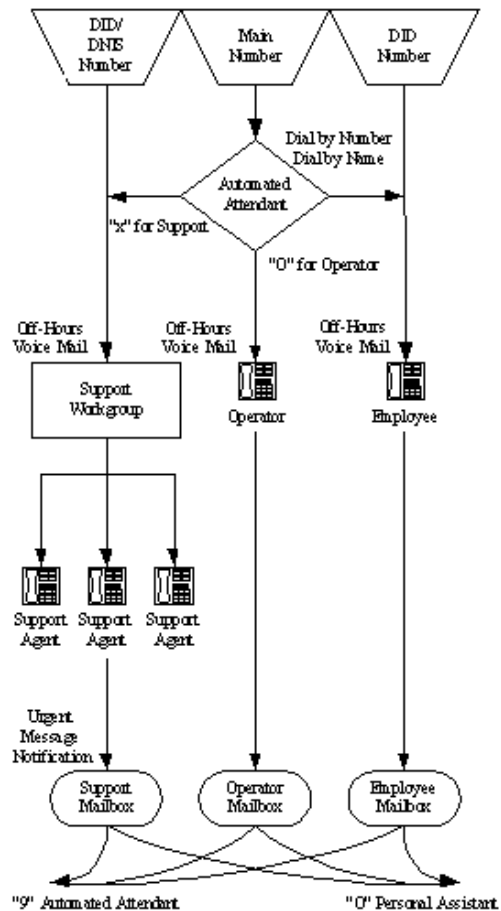 DID/
DNIS
Number
Main
Number
DID
Number
Dial by Number
Dial by Name
Automated
Attendant
"x" for Support
"0" for Operator
Off-Hours
Voice Mail
Off-Hours
Voice Mail
Off-Hours
Voice Mail
Support
Workgroup
Operator
Employee
Support
Agent
Support
Agent
Support
Agent
Urgent
Message
Notification
Support
Mailbox
Operator
Mailbox
Employee
Mailbox
"9" Automated Attendant
"0" Personal Assistant